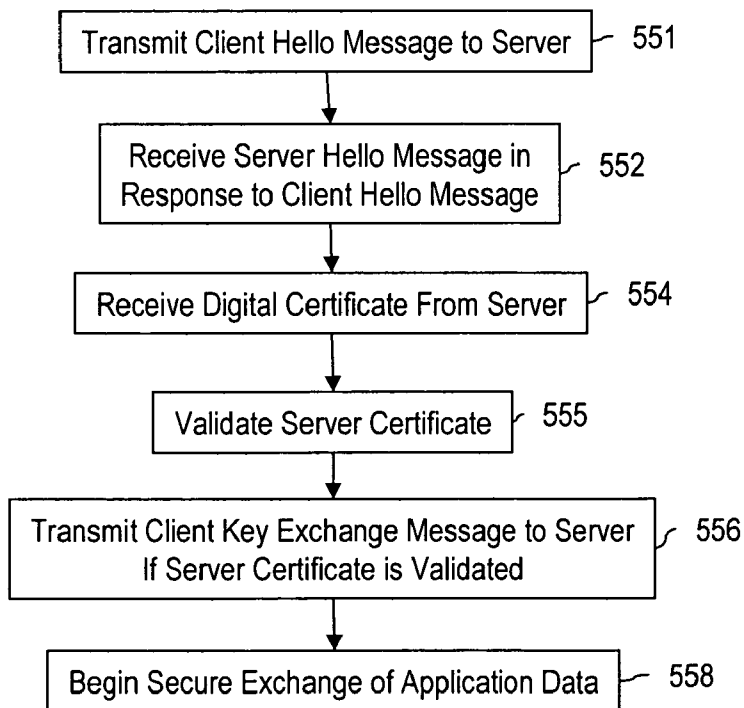 Transmit Client Hello Message to Server 551
Receive Server Hello Message in
Response to Client Hello Message 552
Receive Digital Certificate From Server 554
Validate Server Certificate 555
Transmit Client Key Exchange Message to Server
If Server Certificate is Validated 556
Begin Secure Exchange of Application Data 558